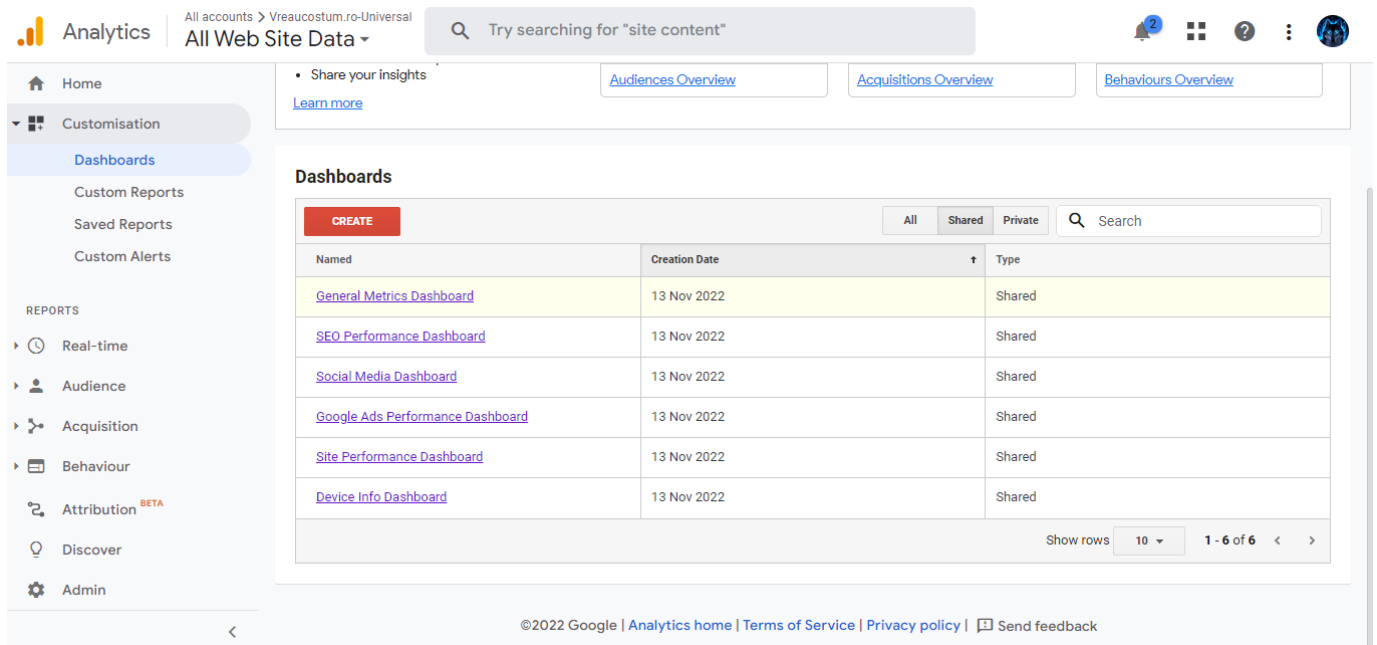 Analytics
All accounts > Vreaucostum.ro-Universal
All Web Site Data
Try searching for "site content"
2
Home
Customisation
Dashboards
Custom Reports
Saved Reports
Custom Alerts
REPORTS
Real-time
Audience
Acquisition
Behaviour
Attribution BETA
Discover
Admin
• Share your insights
Learn more
Audiences Overview
Acquisitions Overview
Behaviours Overview
Dashboards
CREATE
All Shared Private Search
Named Creation Date Type
General Metrics Dashboard 13 Nov 2022 Shared
SEO Performance Dashboard 13 Nov 2022 Shared
Social Media Dashboard 13 Nov 2022 Shared
Google Ads Performance Dashboard 13 Nov 2022 Shared
Site Performance Dashboard 13 Nov 2022 Shared
Device Info Dashboard 13 Nov 2022 Shared
Show rows 10 1 - 6 of 6
©2022 Google | Analytics home | Terms of Service | Privacy policy | Send feedback